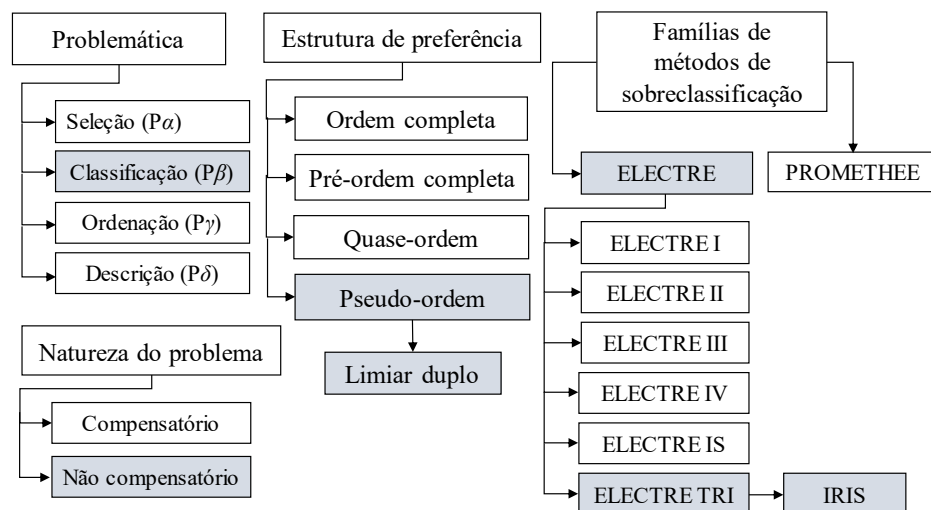 Problemática
Seleção (Pα)
Classificação (Pβ)
Ordenação (Pγ)
Descrição (Pδ)
Natureza do problema
Compensatório
Não compensatório
Estrutura de preferência
Ordem completa
Pré-ordem completa
Quase-ordem
Pseudo-ordem
Limiar duplo
Famílias de
métodos de
sobreclassificação
ELECTRE
PROMETHEE
ELECTRE I
ELECTRE II
ELECTRE III
ELECTRE IV
ELECTRE IS
ELECTRE TRI
IRIS